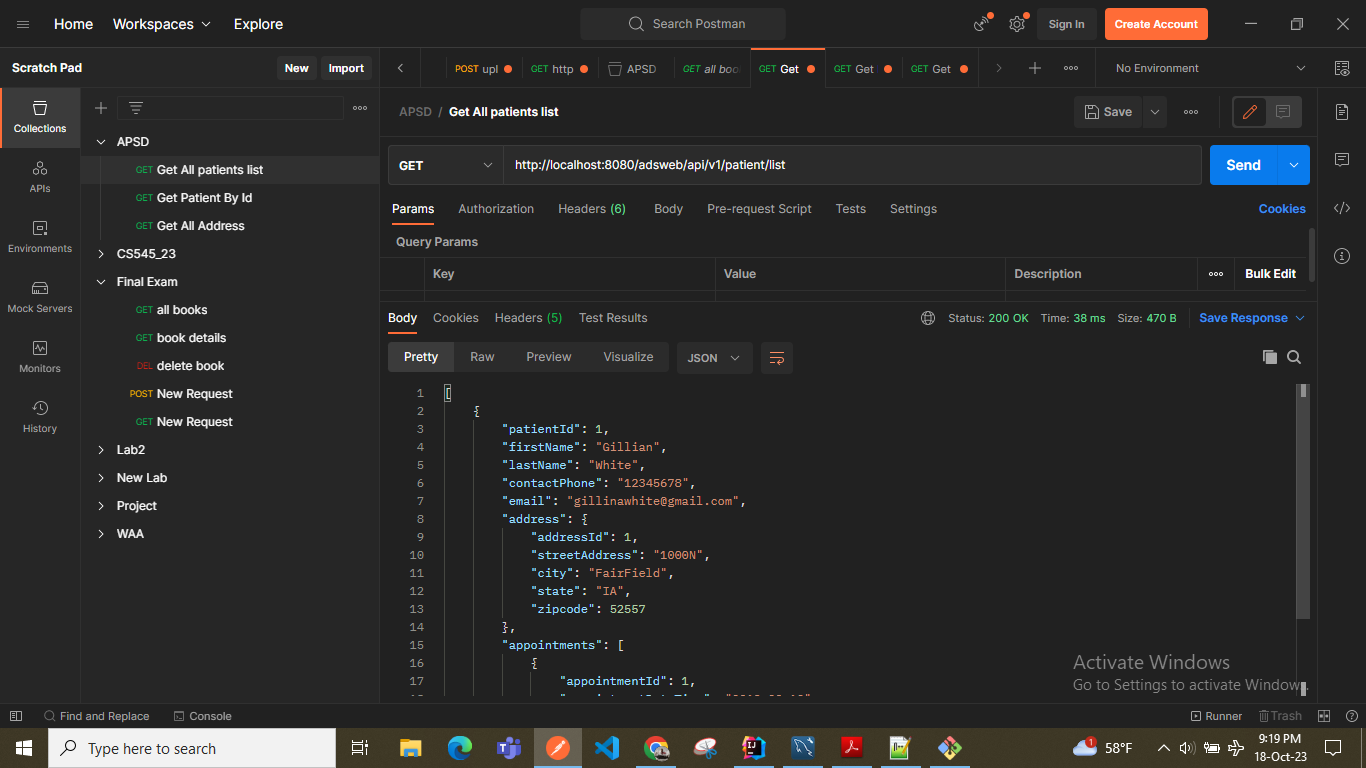 Home Workspaces Explore Search Postman Sign In Create Account
Scratch Pad New Import
POST upl GET http APSD GET all boo GET Get GET Get GET Get No Environment
Collections
APIs
Environments
Mock Servers
Monitors
History
APSD
GET Get All patients list
GET Get Patient By Id
GET Get All Address
CS545_23
Final Exam
GET all books
GET book details
DEL delete book
POST New Request
GET New Request
Lab2
New Lab
Project
WAA
APSD / Get All patients list Save
GET http://localhost:8080/adsweb/api/v1/patient/list Send
Params Authorization Headers (6) Body Pre-request Script Tests Settings Cookies
Query Params
Key Value Description Bulk Edit
Body Cookies Headers (5) Test Results Status: 200 OK Time: 38 ms Size: 470 B Save Response
Pretty Raw Preview Visualize JSON
1 [
2 {
3 "patientId": 1,
4 "firstName": "Gillian",
5 "lastName": "White",
6 "contactPhone": "12345678",
7 "email": "gillinawhite@gmail.com",
8 "address": {
9 "addressId": 1,
10 "streetAddress": "1000N",
11 "city": "FairField",
12 "state": "IA",
13 "zipcode": 52557
14 },
15 "appointments": [
16 {
17 "appointmentId": 1,
Activate Windows
Go to Settings to activate Windows.
Find and Replace Console Runner Trash
Type here to search 1 58°F 9:19 PM
18-Oct-23